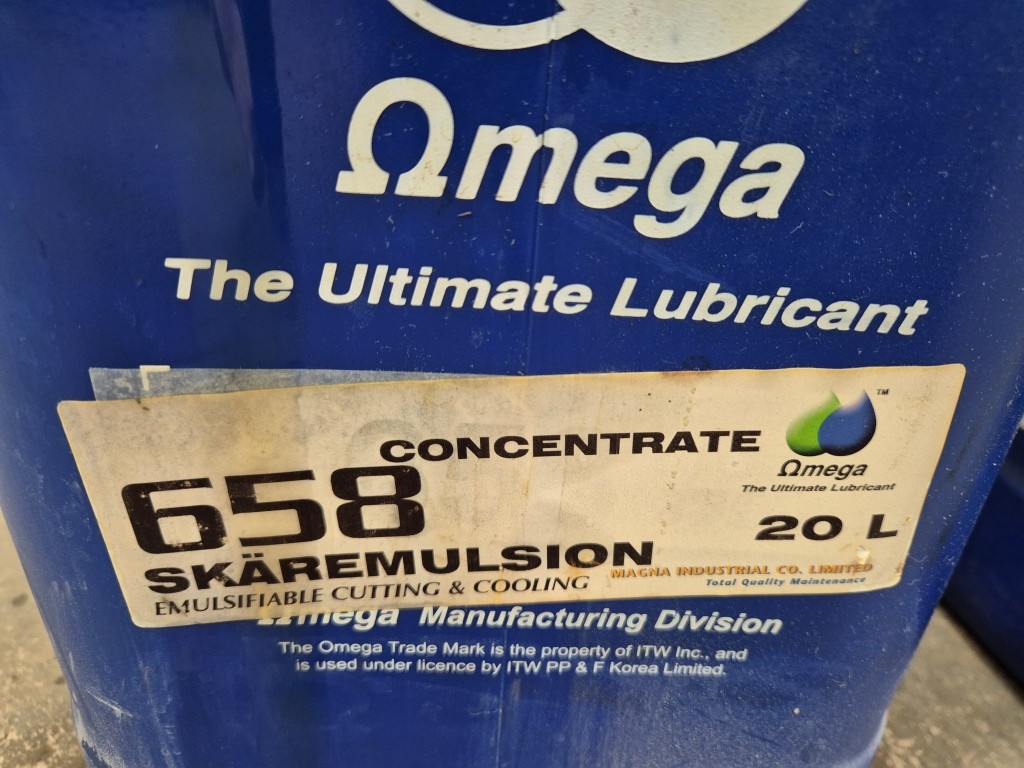 Ωmega
The Ultimate Lubricant
CONCENTRATE
TM
Ωmega
The Ultimate Lubricant
658
20 L
SKÄREMULSION
EMULSIFIABLE CUTTING & COOLING
MAGNA INDUSTRIAL CO. LIMITED
Total Quality Maintenance
Ωmega Manufacturing Division
The Omega Trade Mark is the property of ITW Inc., and
is used under licence by ITW PP & F Korea Limited.